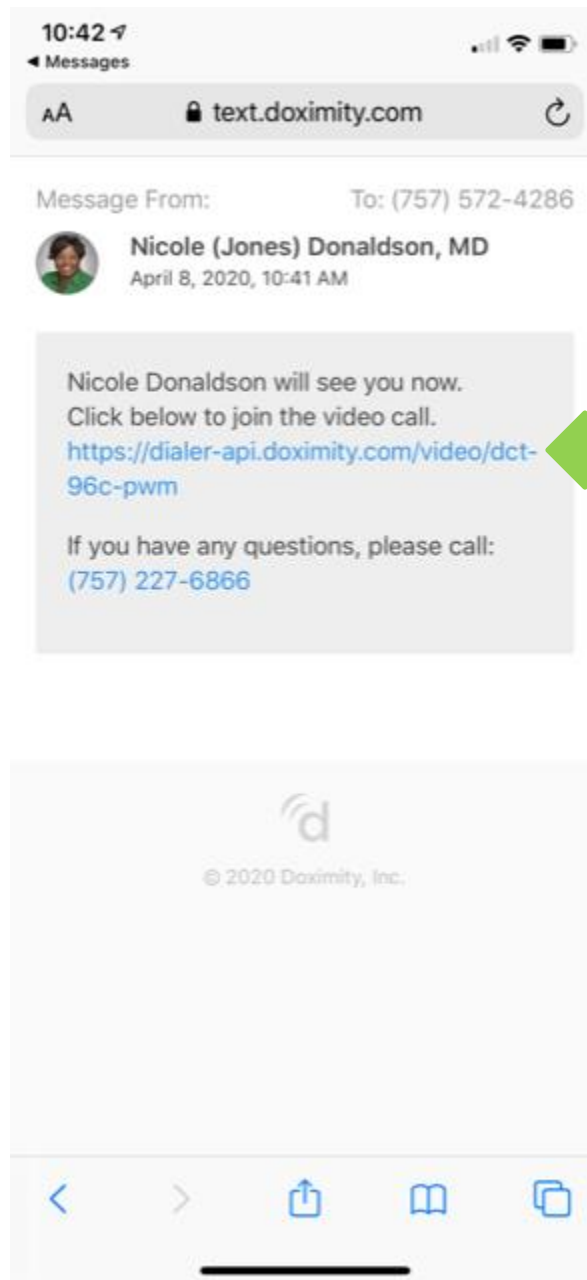 10:42
Messages
AA text.doximity.com
Message From: To: (757) 572-4286
Nicole (Jones) Donaldson, MD
April 8, 2020, 10:41 AM
Nicole Donaldson will see you now.
Click below to join the video call.
https://dialer-api.doximity.com/video/dct-
96c-pwm
If you have any questions, please call:
(757) 227-6866
d
© 2020 Doximity, Inc.